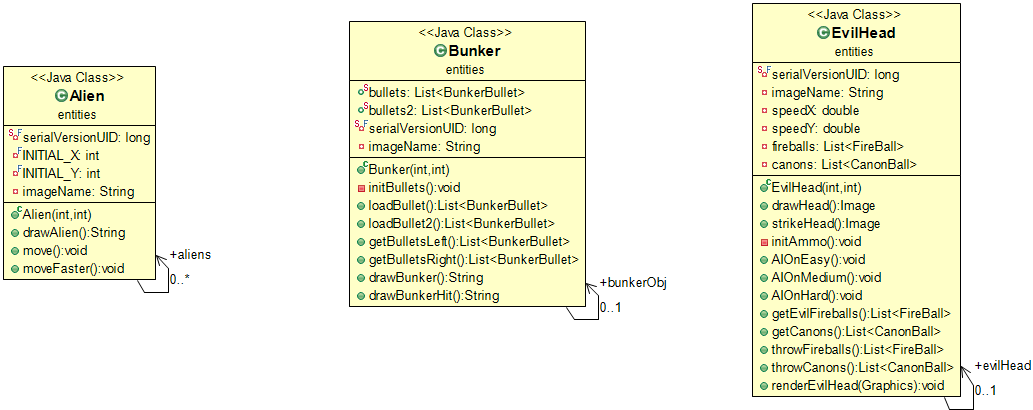 <<Java Class>>
Alien
entities
serialVersionUID: long
INITIAL_X: int
INITIAL_Y: int
imageName: String
Alien(int,int)
drawAlien():String
move():void
moveFaster():void
+aliens
0..*
<<Java Class>>
Bunker
entities
bullets: List<BunkerBullet>
bullets2: List<BunkerBullet>
serialVersionUID: long
imageName: String
Bunker(int,int)
initBullets():void
loadBullet():List<BunkerBullet>
loadBullet2():List<BunkerBullet>
getBulletsLeft():List<BunkerBullet>
getBulletsRight():List<BunkerBullet>
drawBunker():String
drawBunkerHit():String
+bunkerObj
0..1
<<Java Class>>
EvilHead
entities
serialVersionUID: long
imageName: String
speedX: double
speedY: double
fireballs: List<FireBall>
canons: List<CanonBall>
EvilHead(int,int)
drawHead():Image
strikeHead():Image
initAmmo():void
AIOnEasy():void
AIOnMedium():void
AIOnHard():void
getEvilFireballs():List<FireBall>
getCanons():List<CanonBall>
throwFireballs():List<FireBall>
throwCanons():List<CanonBall>
renderEvilHead(Graphics):void
+evilHead
0..1